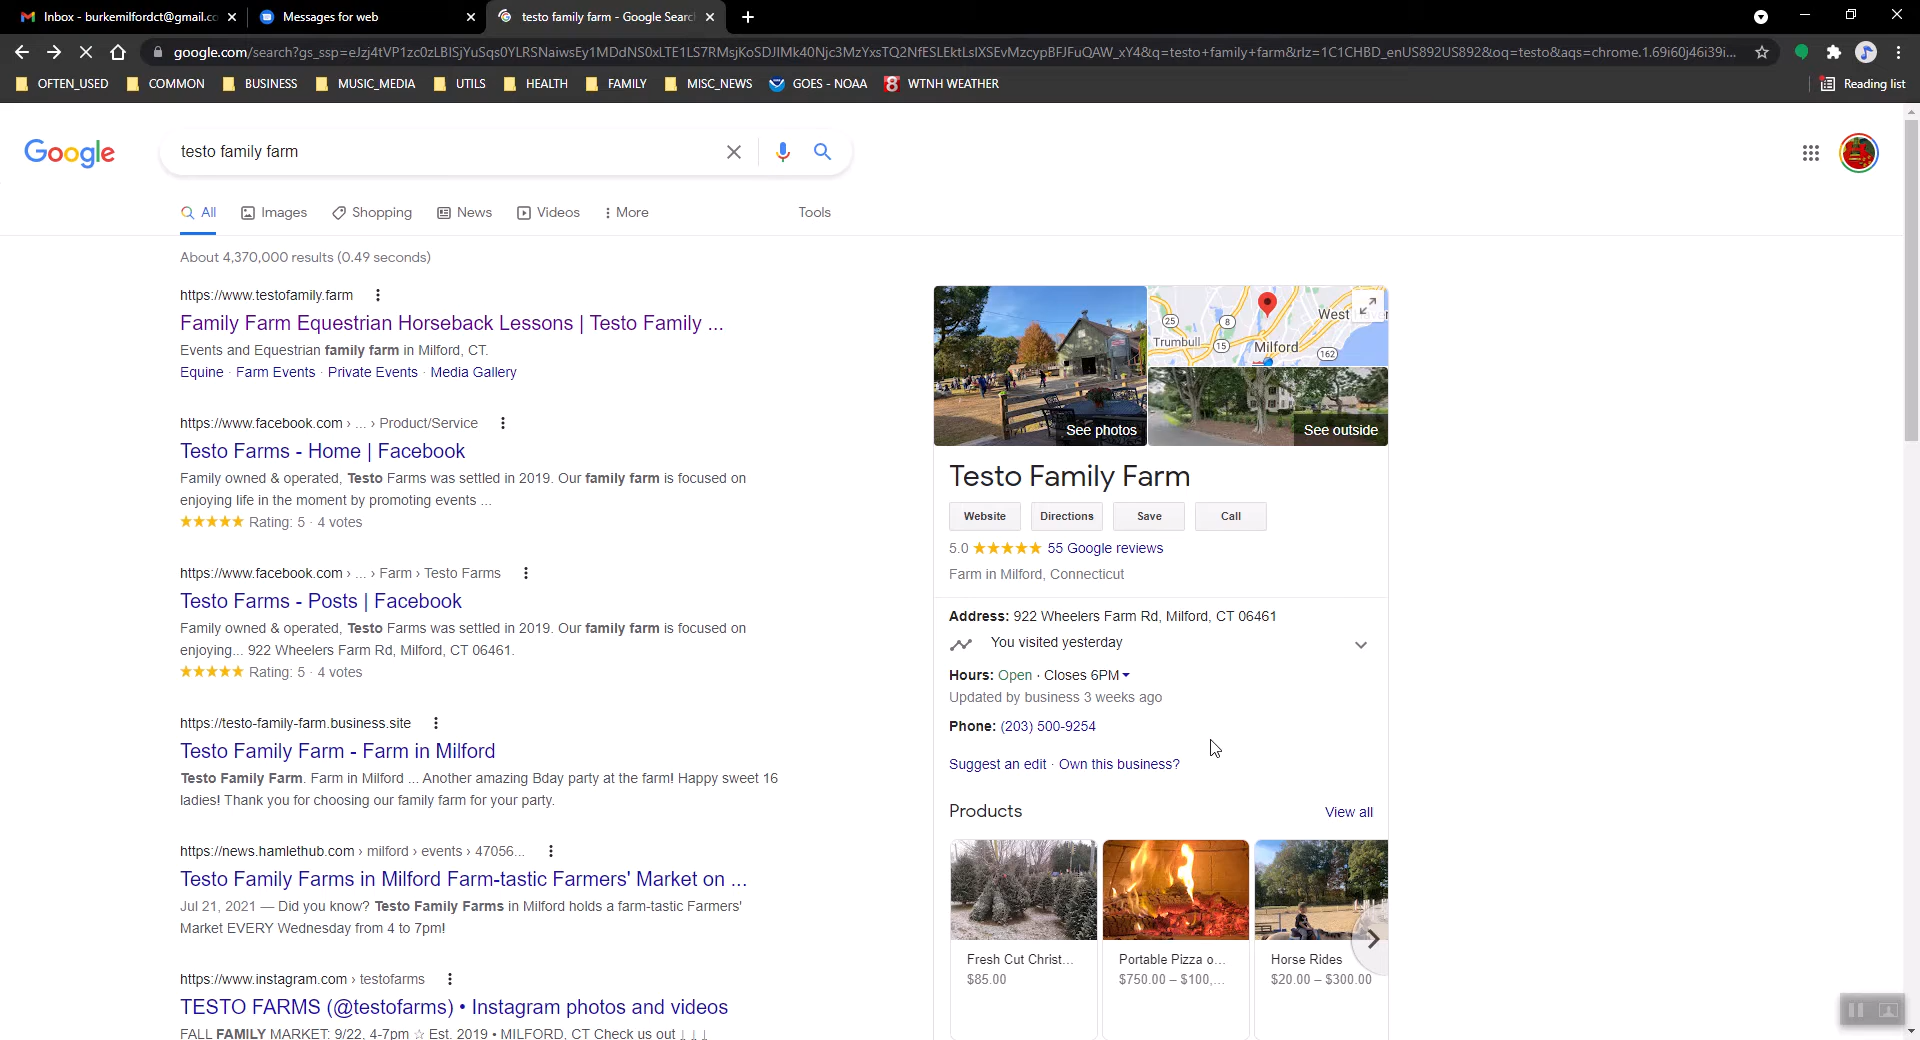 Inbox - burkemilfordct@gmail.co
Messages for web
testo family farm - Google Searc
google.com/search?gs_ssp=eJzj4tVP1zc0zLBISjYuSqs0YLRSNaiwsEy1MDdNS0xLTE1LS7RMsjKoSDJIMk40Njc3MzYxsTQ2NfESLEktLsIXSEvMzcypBFJFuQAW_xY4&q=testo+family+farm&rlz=1C1CHBD_enUS892US892&oq=testo&aqs=chrome.1.69i60j46i39i...
OFTEN_USED
COMMON
BUSINESS
MUSIC_MEDIA
UTILS
HEALTH
FAMILY
MISC_NEWS
GOES - NOAA
8
WTNH WEATHER
Reading list
Google
testo family farm
All
Images
Shopping
News
Videos
More
Tools
About 4,370,000 results (0.49 seconds)
https://www.testofamily.farm
Family Farm Equestrian Horseback Lessons | Testo Family ...
Events and Equestrian family farm in Milford, CT.
Equine · Farm Events · Private Events · Media Gallery
https://www.facebook.com › ... › Product/Service
Testo Farms - Home | Facebook
Family owned & operated, Testo Farms was settled in 2019. Our family farm is focused on
enjoying life in the moment by promoting events ...
Rating: 5 · 4 votes
https://www.facebook.com › ... › Farm › Testo Farms
Testo Farms - Posts | Facebook
Family owned & operated, Testo Farms was settled in 2019. Our family farm is focused on
enjoying... 922 Wheelers Farm Rd, Milford, CT 06461.
Rating: 5 · 4 votes
https://testo-family-farm.business.site
Testo Family Farm - Farm in Milford
Testo Family Farm. Farm in Milford ... Another amazing Bday party at the farm! Happy sweet 16
ladies! Thank you for choosing our family farm for your party.
https://news.hamlethub.com › milford › events › 47056...
Testo Family Farms in Milford Farm-tastic Farmers' Market on ...
Jul 21, 2021 — Did you know? Testo Family Farms in Milford holds a farm-tastic Farmers'
Market EVERY Wednesday from 4 to 7pm!
https://www.instagram.com › testofarms
TESTO FARMS (@testofarms) • Instagram photos and videos
FALL FAMILY MARKET: 9/22, 4-7pm ☆ Est. 2019 • MILFORD, CT Check us out ↓ ↓ ↓
See photos
25
8
Trumbull
15
Milford
West Haven
162
See outside
Testo Family Farm
Website
Directions
Save
Call
5.0
55 Google reviews
Farm in Milford, Connecticut
Address: 922 Wheelers Farm Rd, Milford, CT 06461
You visited yesterday
Hours: Open · Closes 6PM
Updated by business 3 weeks ago
Phone: (203) 500-9254
Suggest an edit · Own this business?
Products
View all
Fresh Cut Christ...
$85.00
Portable Pizza o...
$750.00 – $100,...
Horse Rides
$20.00 – $300.00